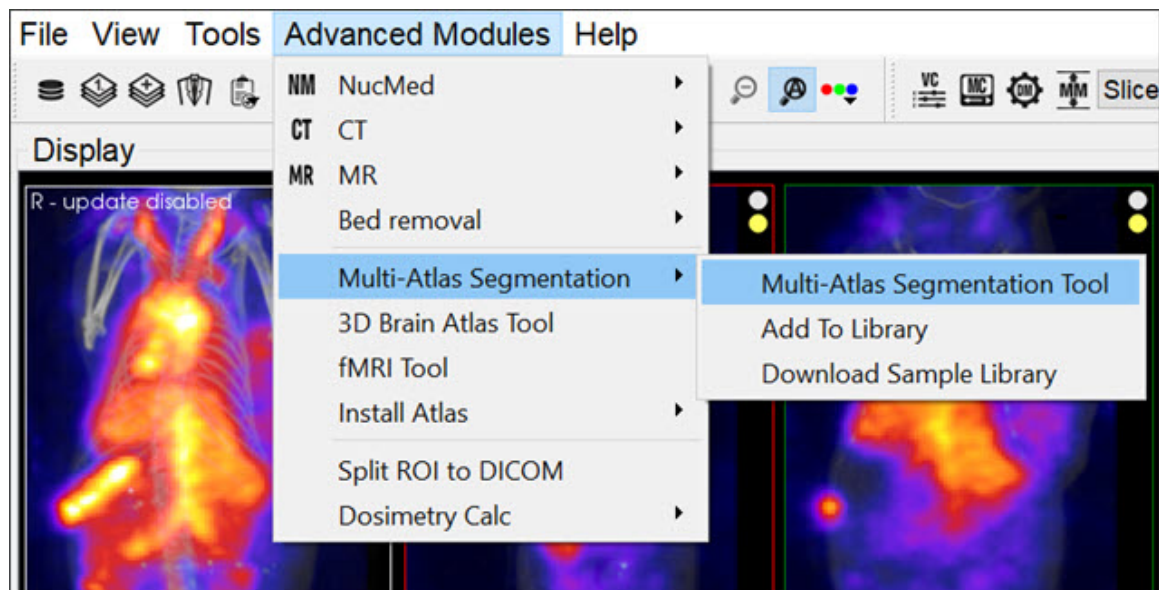 File View Tools Advanced Modules Help
NM NucMed
CT CT
MR MR
Bed removal
Multi-Atlas Segmentation
3D Brain Atlas Tool
fMRI Tool
Install Atlas
Split ROI to DICOM
Dosimetry Calc
Multi-Atlas Segmentation Tool
Add To Library
Download Sample Library
VC MC DM MM Slice
Display
R - update disabled